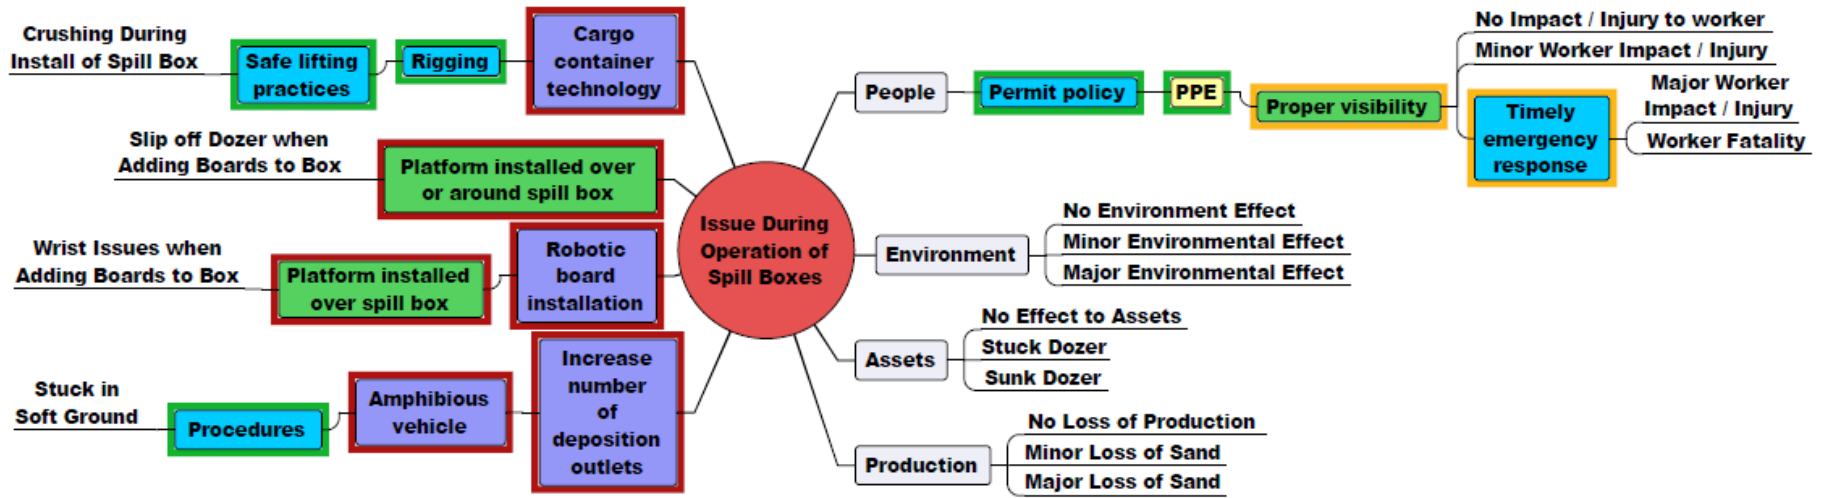 Crushing During
Install of Spill Box
Safe lifting
practices
Rigging
Cargo
container
technology
Slip off Dozer when
Adding Boards to Box
Platform installed over
or around spill box
Wrist Issues when
Adding Boards to Box
Platform installed
over spill box
Robotic
board
installation
Stuck in
Soft Ground
Procedures
Amphibious
vehicle
Increase
number
of
deposition
outlets
Issue During
Operation of
Spill Boxes
People
Permit policy
PPE
Proper visibility
No Impact / Injury to worker
Minor Worker Impact / Injury
Timely
emergency
response
Major Worker
Impact / Injury
Worker Fatality
Environment
No Environment Effect
Minor Environmental Effect
Major Environmental Effect
Assets
No Effect to Assets
Stuck Dozer
Sunk Dozer
Production
No Loss of Production
Minor Loss of Sand
Major Loss of Sand